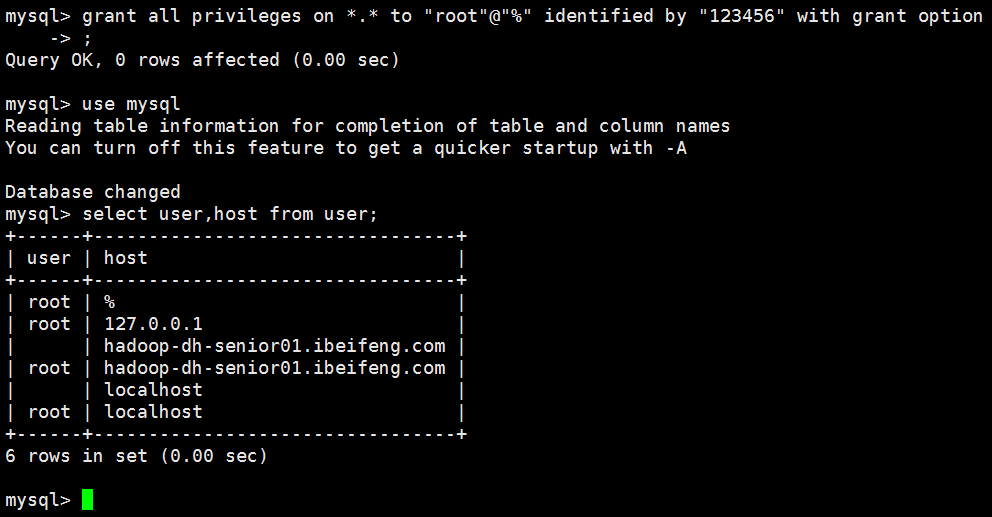 mysql> grant all privileges on *.* to "root"@"%" identified by "123456" with grant option
    -> ;
Query OK, 0 rows affected (0.00 sec)

mysql> use mysql
Reading table information for completion of table and column names
You can turn off this feature to get a quicker startup with -A

Database changed
mysql> select user,host from user;
+------+---------------------------------+
| user | host                            |
+------+---------------------------------+
| root | %                               |
| root | 127.0.0.1                       |
|      | hadoop-dh-senior01.ibeifeng.com |
| root | hadoop-dh-senior01.ibeifeng.com |
|      | localhost                       |
| root | localhost                       |
+------+---------------------------------+
6 rows in set (0.00 sec)

mysql>